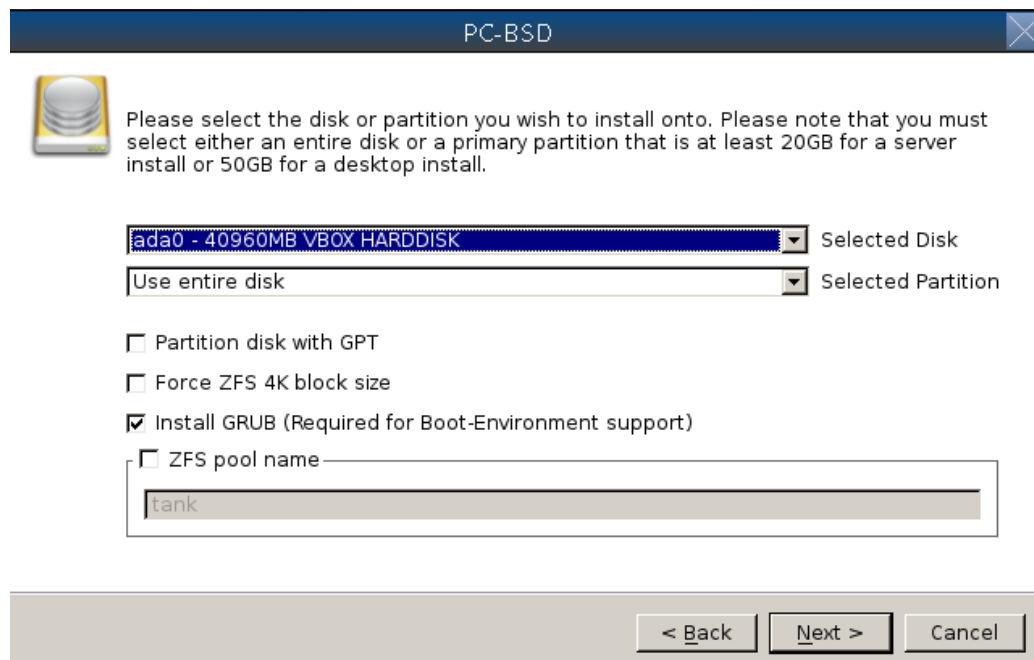 PC-BSD
Please select the disk or partition you wish to install onto. Please note that you must
select either an entire disk or a primary partition that is at least 20GB for a server
install or 50GB for a desktop install.
ada0 - 40960MB VBOX HARDDISK
Selected Disk
Use entire disk
Selected Partition
Partition disk with GPT
Force ZFS 4K block size
Install GRUB (Required for Boot-Environment support)
ZFS pool name
tank
< Back
Next >
Cancel